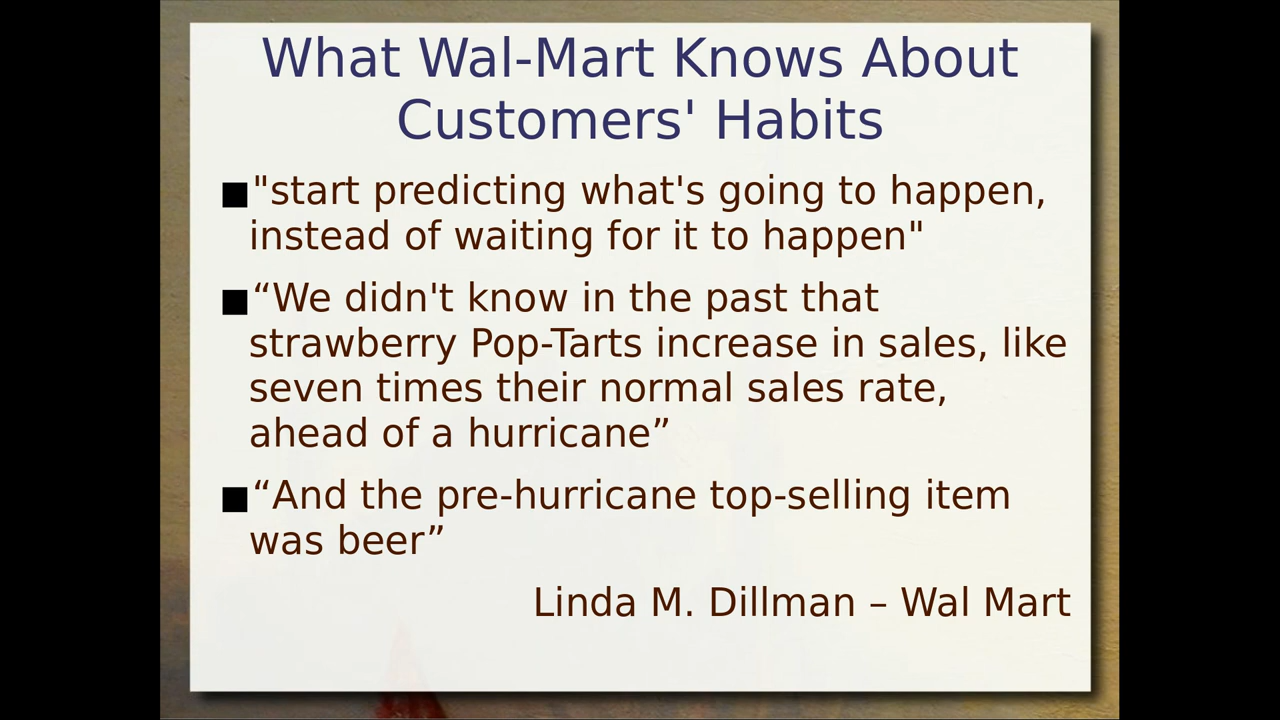 What Wal-Mart Knows About
Customers' Habits
■"start predicting what's going to happen,
instead of waiting for it to happen"
■“We didn't know in the past that
strawberry Pop-Tarts increase in sales, like
seven times their normal sales rate,
ahead of a hurricane”
■“And the pre-hurricane top-selling item
was beer”
Linda M. Dillman – Wal Mart